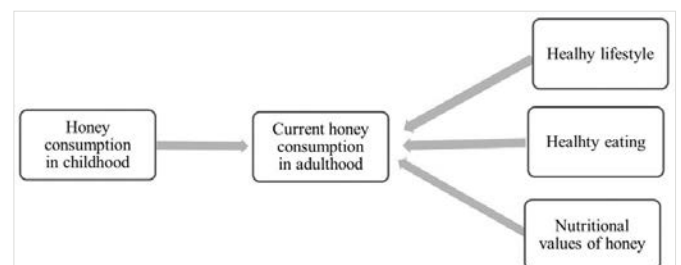 Honey
consumption
in childhood
Current honey
consumption
in adulthood
Healhy lifestyle
Healhty eating
Nutritional
values of honey